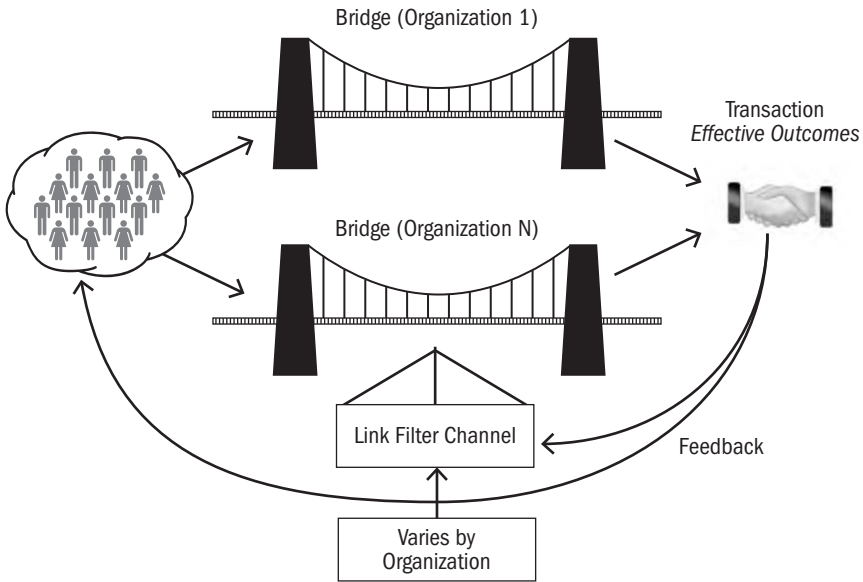 Bridge (Organization 1)
Transaction
Effective Outcomes
Bridge (Organization N)
Link Filter Channel
Feedback
Varies by
Organization